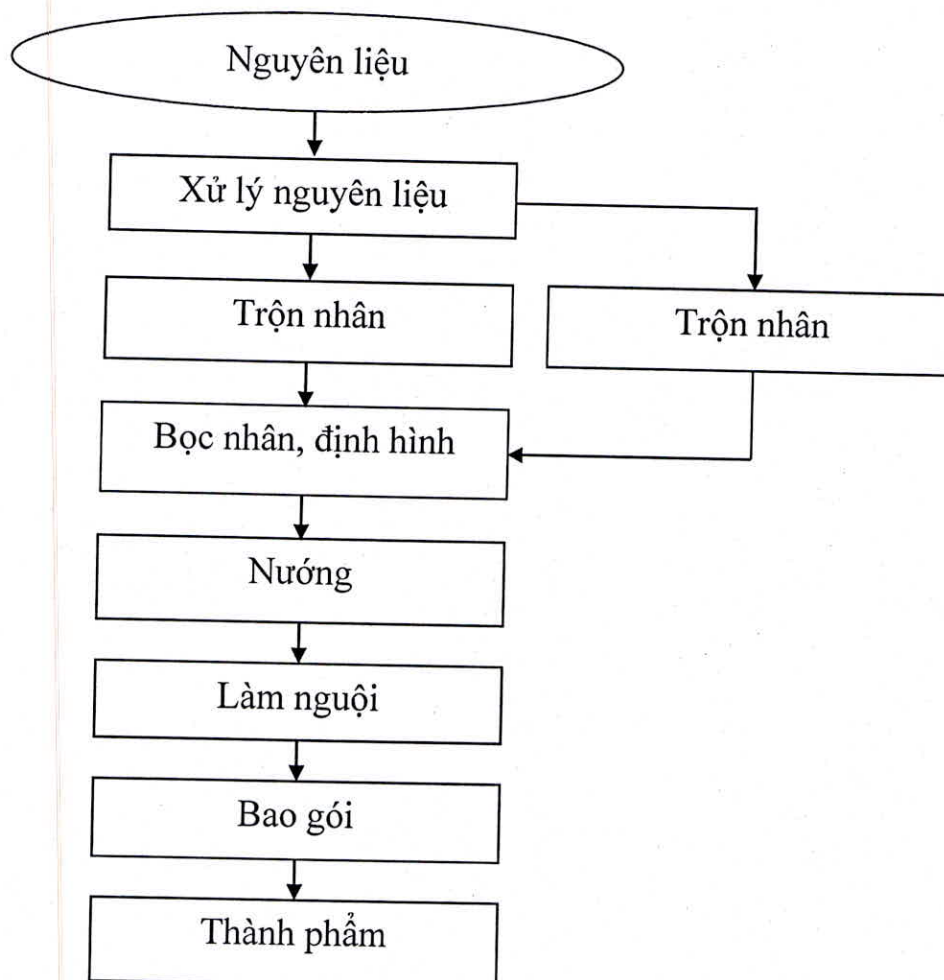 Nguyên liệu
Xử lý nguyên liệu
Trộn nhân
Trộn nhân
Bọc nhân, định hình
Nướng
Làm nguội
Bao gói
Thành phẩm